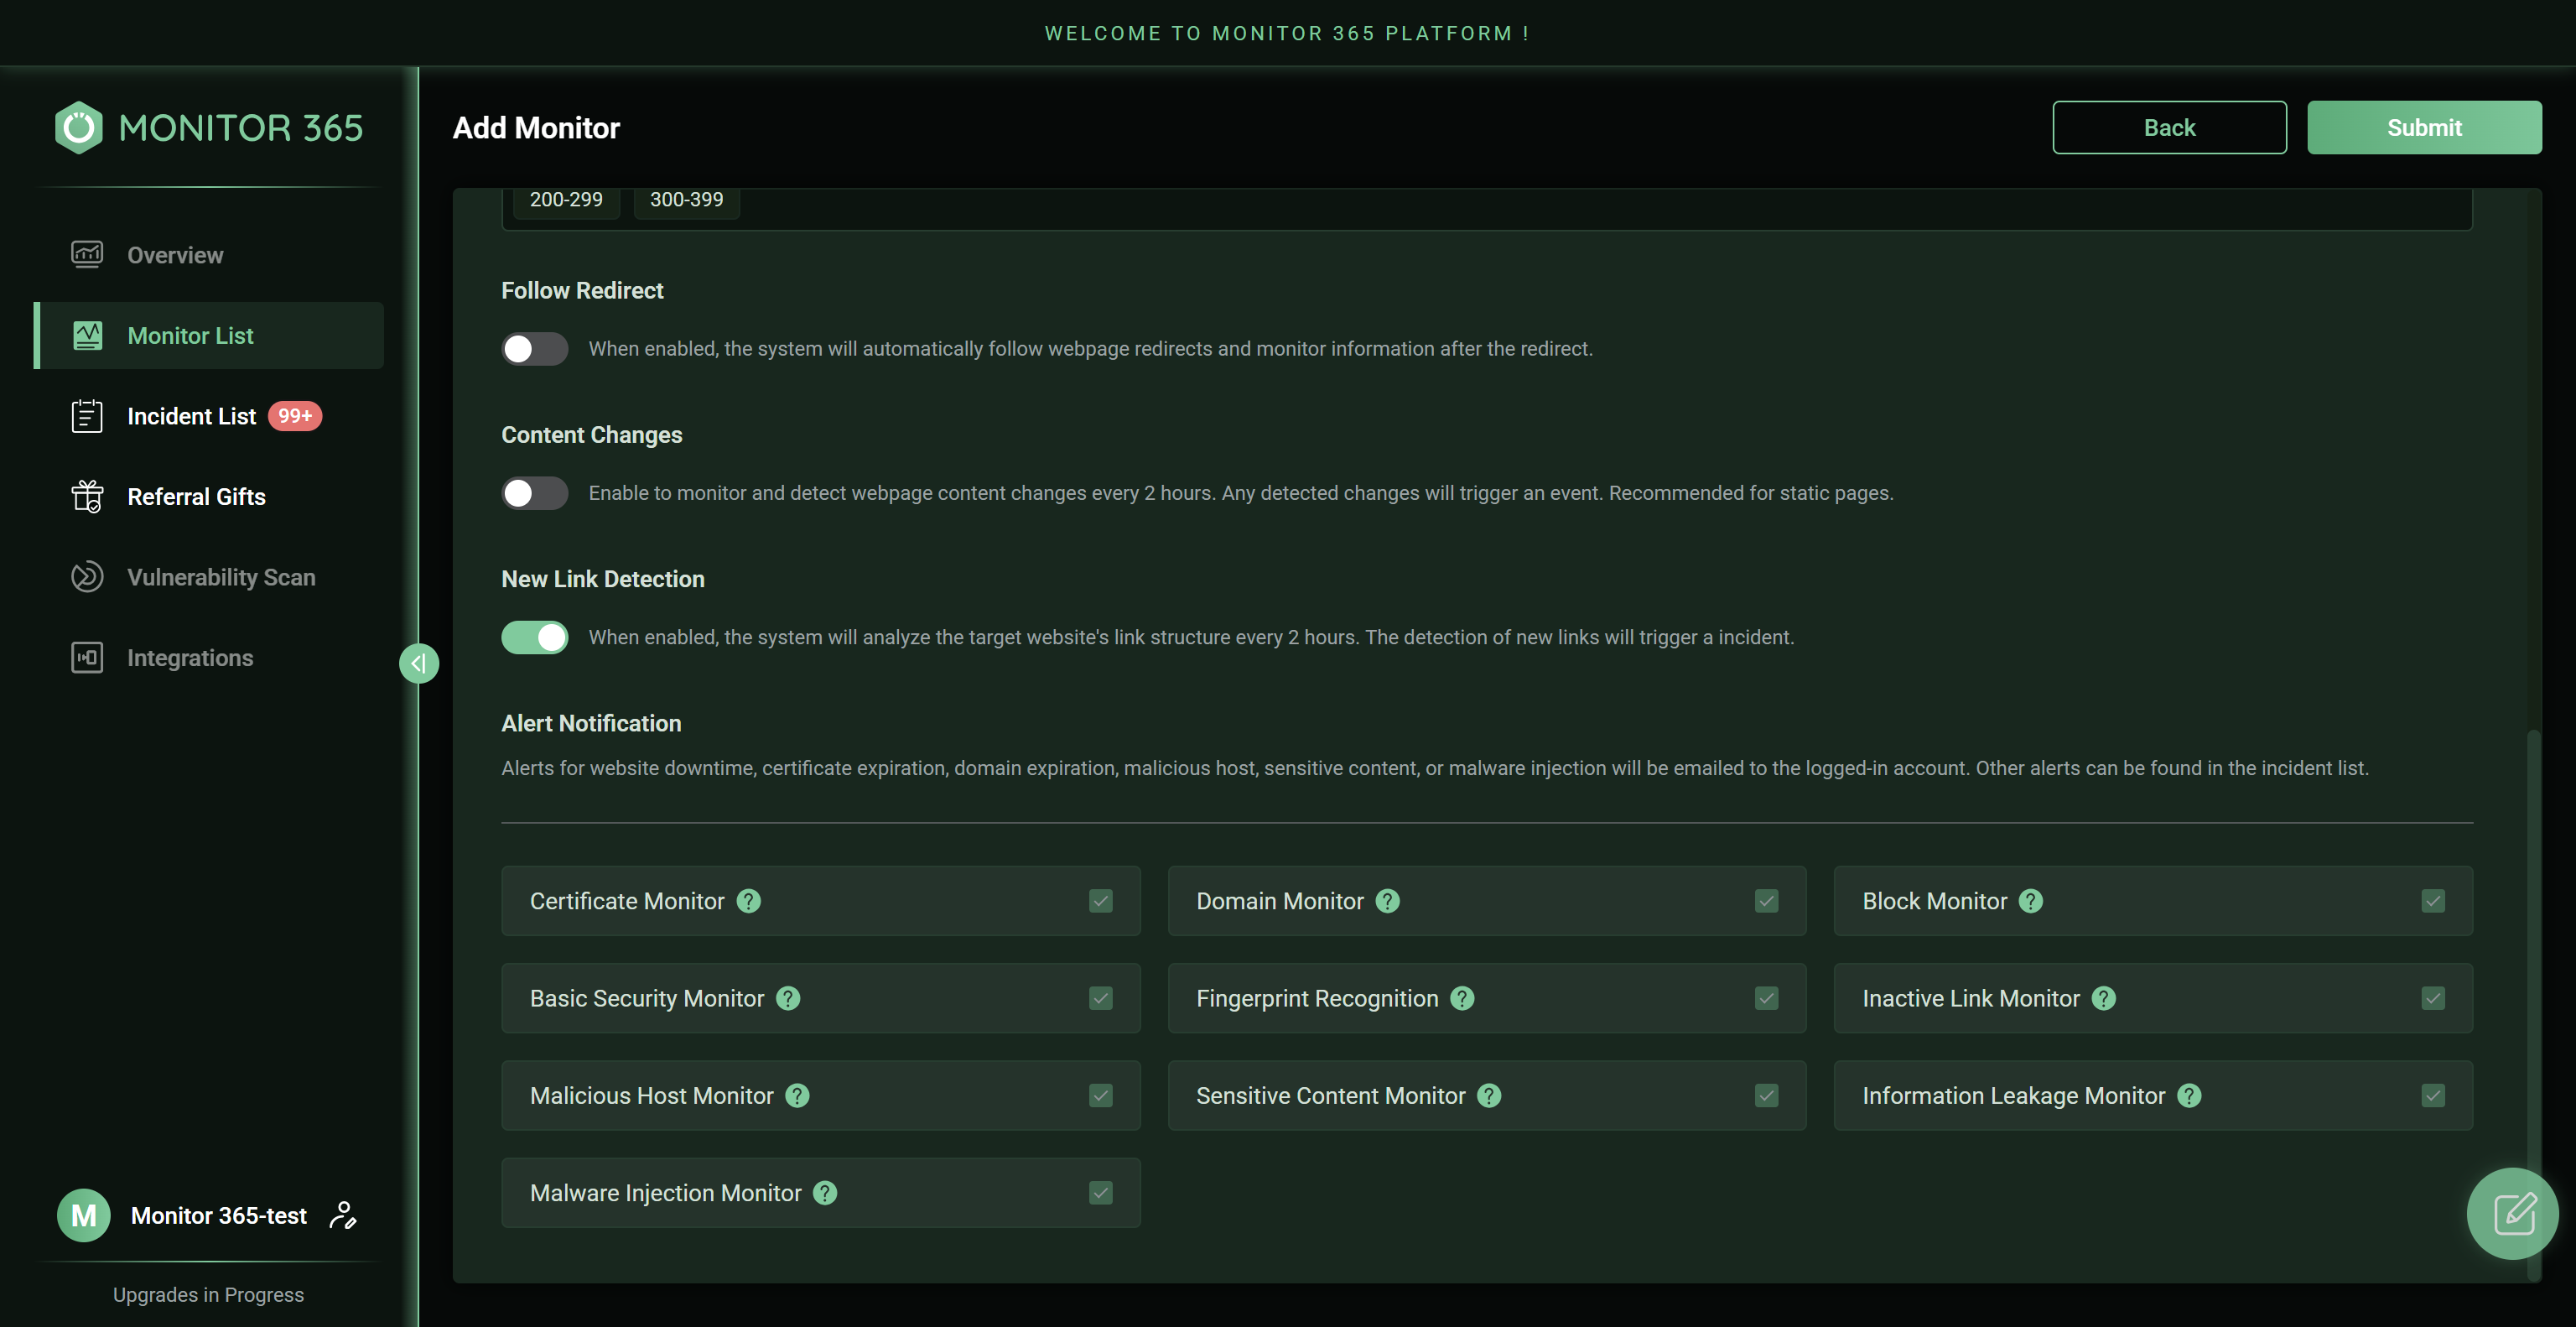 WELCOME TO MONITOR 365 PLATFORM !
MONITOR 365
Overview
Monitor List
Incident List 99+
Referral Gifts
Vulnerability Scan
Integrations
M Monitor 365-test
Upgrades in Progress
Add Monitor
Back
Submit
200-299 300-399
Follow Redirect
When enabled, the system will automatically follow webpage redirects and monitor information after the redirect.
Content Changes
Enable to monitor and detect webpage content changes every 2 hours. Any detected changes will trigger an event. Recommended for static pages.
New Link Detection
When enabled, the system will analyze the target website's link structure every 2 hours. The detection of new links will trigger a incident.
Alert Notification
Alerts for website downtime, certificate expiration, domain expiration, malicious host, sensitive content, or malware injection will be emailed to the logged-in account. Other alerts can be found in the incident list.
Certificate Monitor ?
Domain Monitor ?
Block Monitor ?
Basic Security Monitor ?
Fingerprint Recognition ?
Inactive Link Monitor ?
Malicious Host Monitor ?
Sensitive Content Monitor ?
Information Leakage Monitor ?
Malware Injection Monitor ?